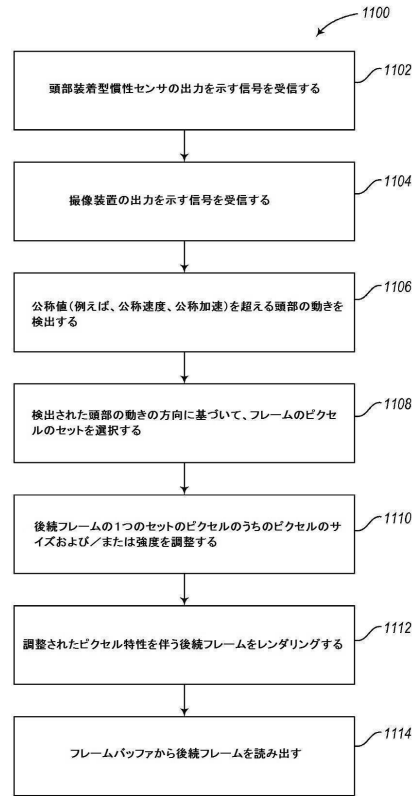 1100
頭部装着型慣性センサの出力を示す信号を受信する
1102
撮像装置の出力を示す信号を受信する
1104
公称値(例えば、公称速度、公称加速)を超える頭部の動きを
検出する
1106
検出された頭部の動きの方向に基づいて、フレームのピクセ
ルのセットを選択する
1108
後続フレームの1つのセットのピクセルのうちのピクセルのサ
イズおよび/または強度を調整する
1110
調整されたピクセル特性を伴う後続フレームをレンダリングする
1112
フレームバッファから後続フレームを読み出す
1114